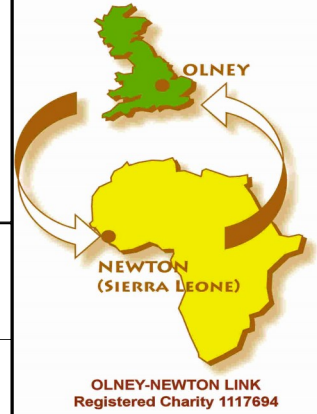 OLNEY
NEWTON
(SIERRA LEONE)
OLNEY-NEWTON LINK
Registered Charity 1117694